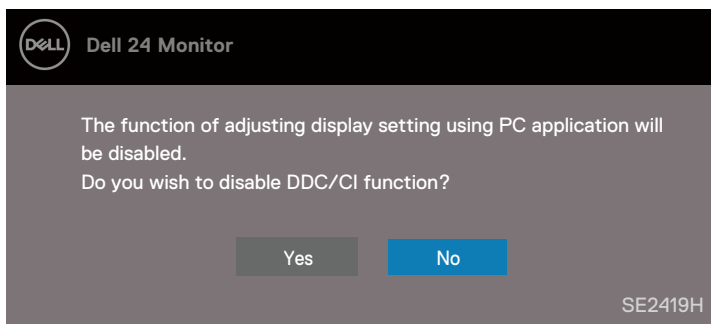 DELL
Dell 24 Monitor
The function of adjusting display setting using PC application will
be disabled.
Do you wish to disable DDC/CI function?
Yes
No
SE2419H